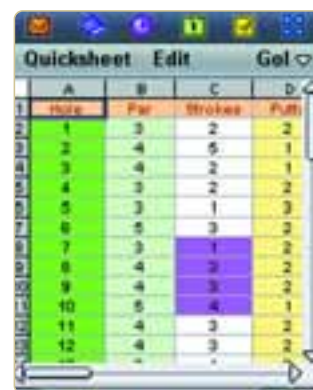 Quicksheet Edit Gol
A B C D
1 Hole Par Strokes Putt
2 1 3 2 2
3 2 4 5 1
4 3 4 2 1
5 4 3 2 2
6 5 3 1 3
7 6 5 3 2
8 7 3 1 2
9 8 4 3 2
10 9 4 3 2
11 10 5 4 1
12 11 4 3 2
13 12 4 3 2